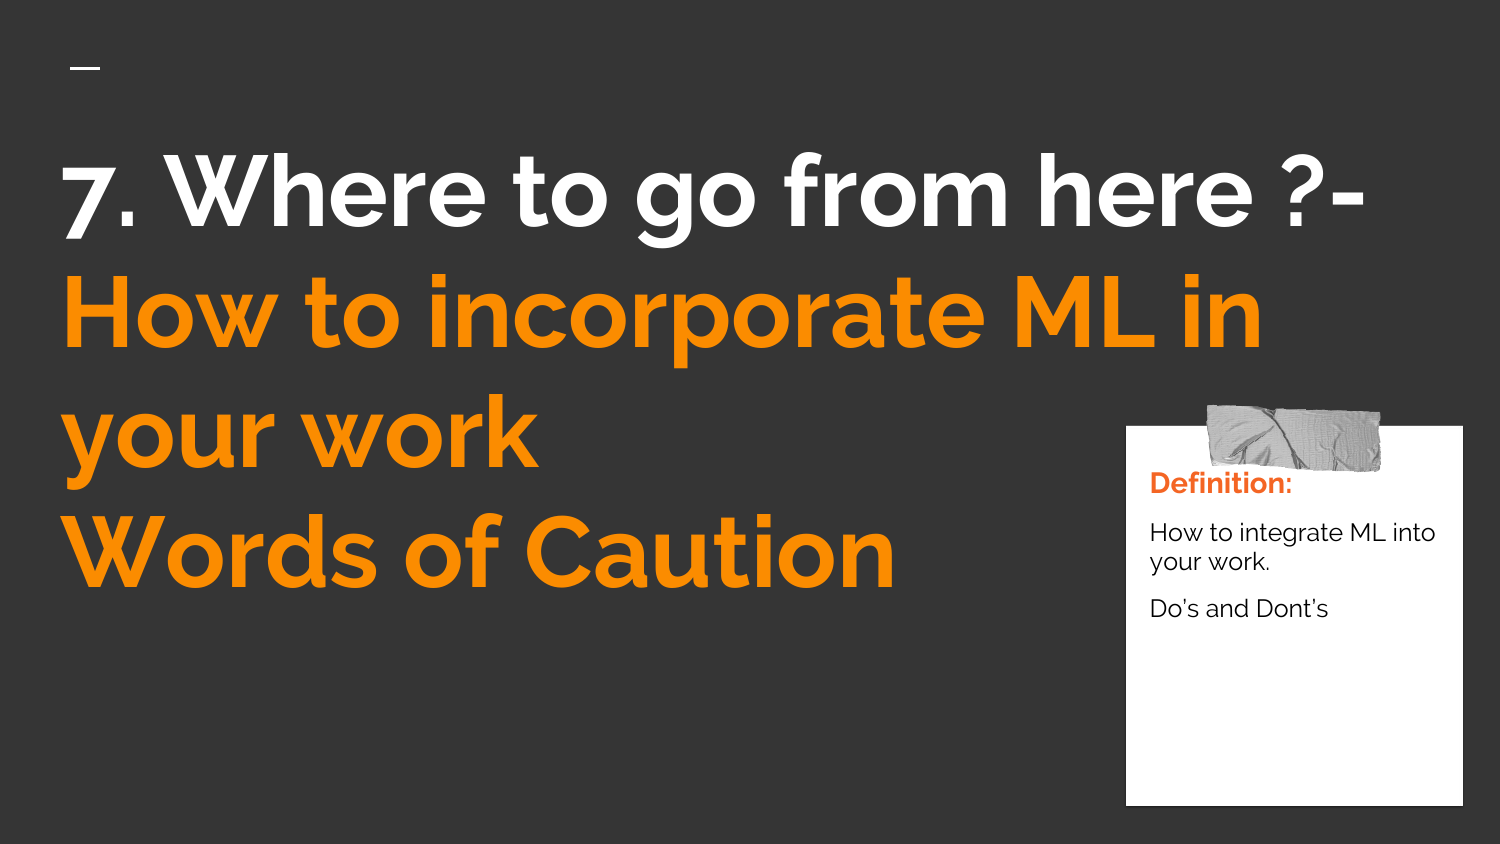 7. Where to go from here ?-
How to incorporate ML in
your work
Words of Caution
Definition:
How to integrate ML into
your work.
Do’s and Dont’s